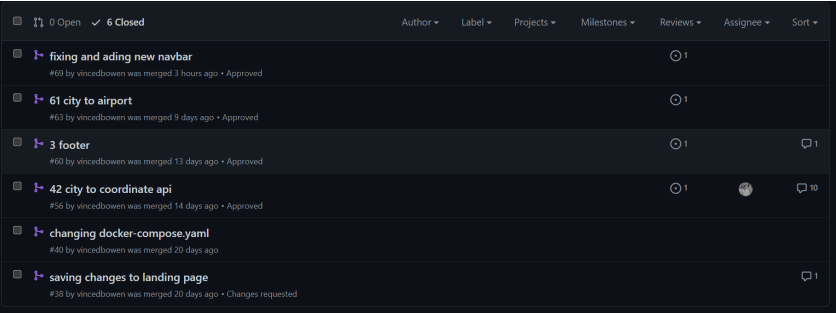 0 Open 6 Closed Author Label Projects Milestones Reviews Assignee Sort
fixing and ading new navbar 1
#69 by vincedbowen was merged 3 hours ago • Approved
61 city to airport 1
#63 by vincedbowen was merged 9 days ago • Approved
3 footer 1 1
#60 by vincedbowen was merged 13 days ago • Approved
42 city to coordinate api 1 10
#56 by vincedbowen was merged 14 days ago • Approved
changing docker-compose.yaml
#40 by vincedbowen was merged 20 days ago
saving changes to landing page 1
#38 by vincedbowen was merged 20 days ago • Changes requested